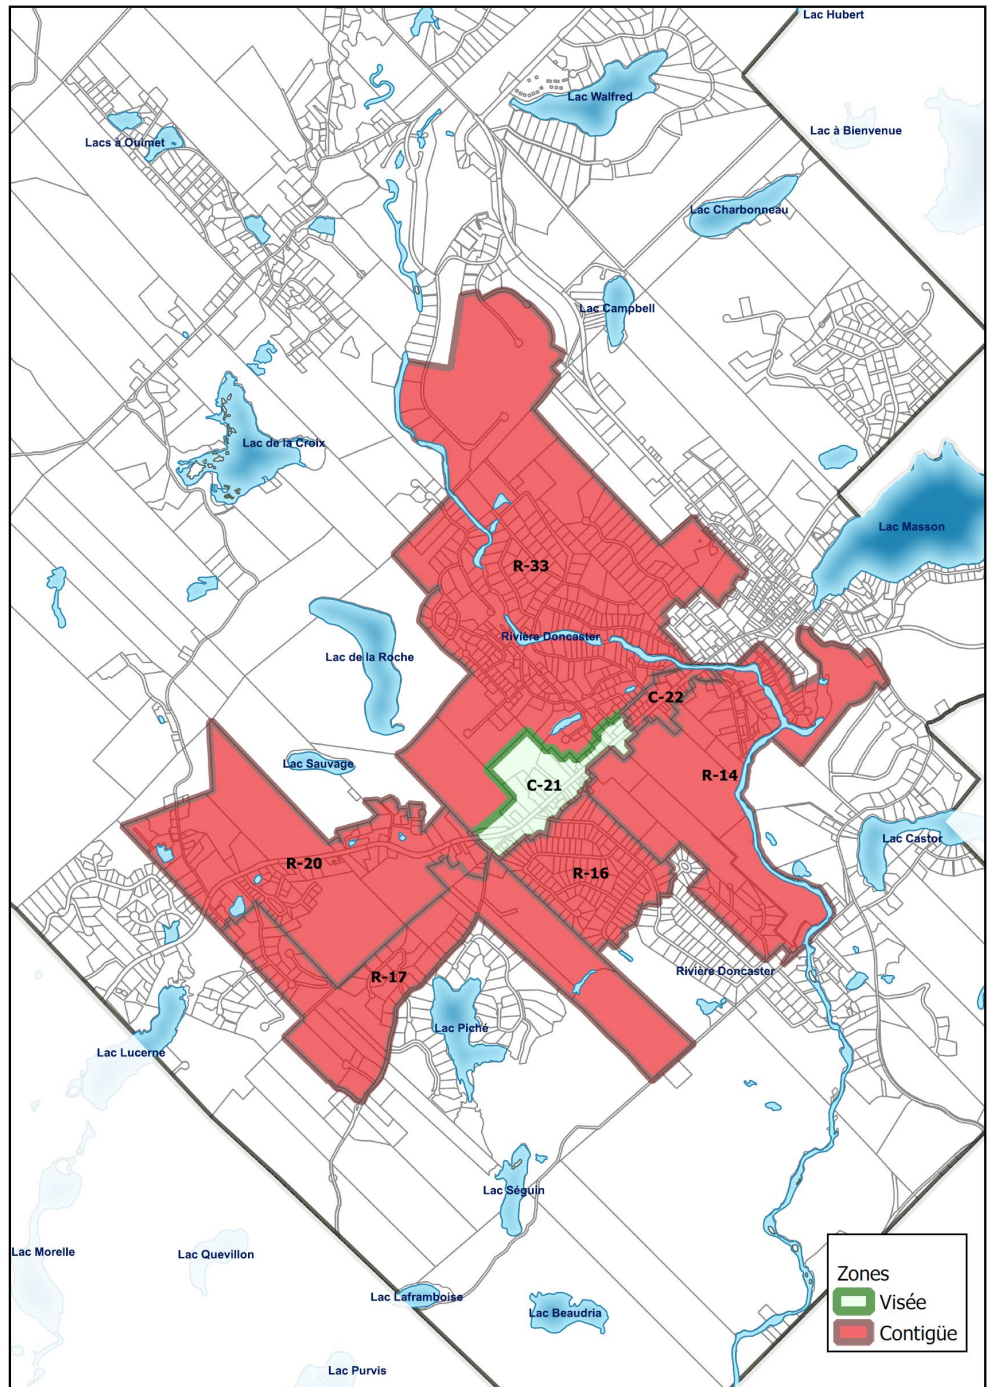 Lac Hubert
Lac Walfred
Lac à Bienvenue
Lacs à Ouimet
Lac Charbonneau
Lac Campbell
Lac de la Croix
Lac Masson
R-33
Rivière Doncaster
Lac de la Roche
C-22
Lac Sauvage
R-14
C-21
Lac Castor
R-20
R-16
R-17
Rivière Doncaster
Lac Piché
Lac Lucerne
Lac Séguin
Lac Morelle
Lac Quevillon
Lac Laframboise
Lac Beaudria
Lac Purvis
Zones
Visée
Contigüe